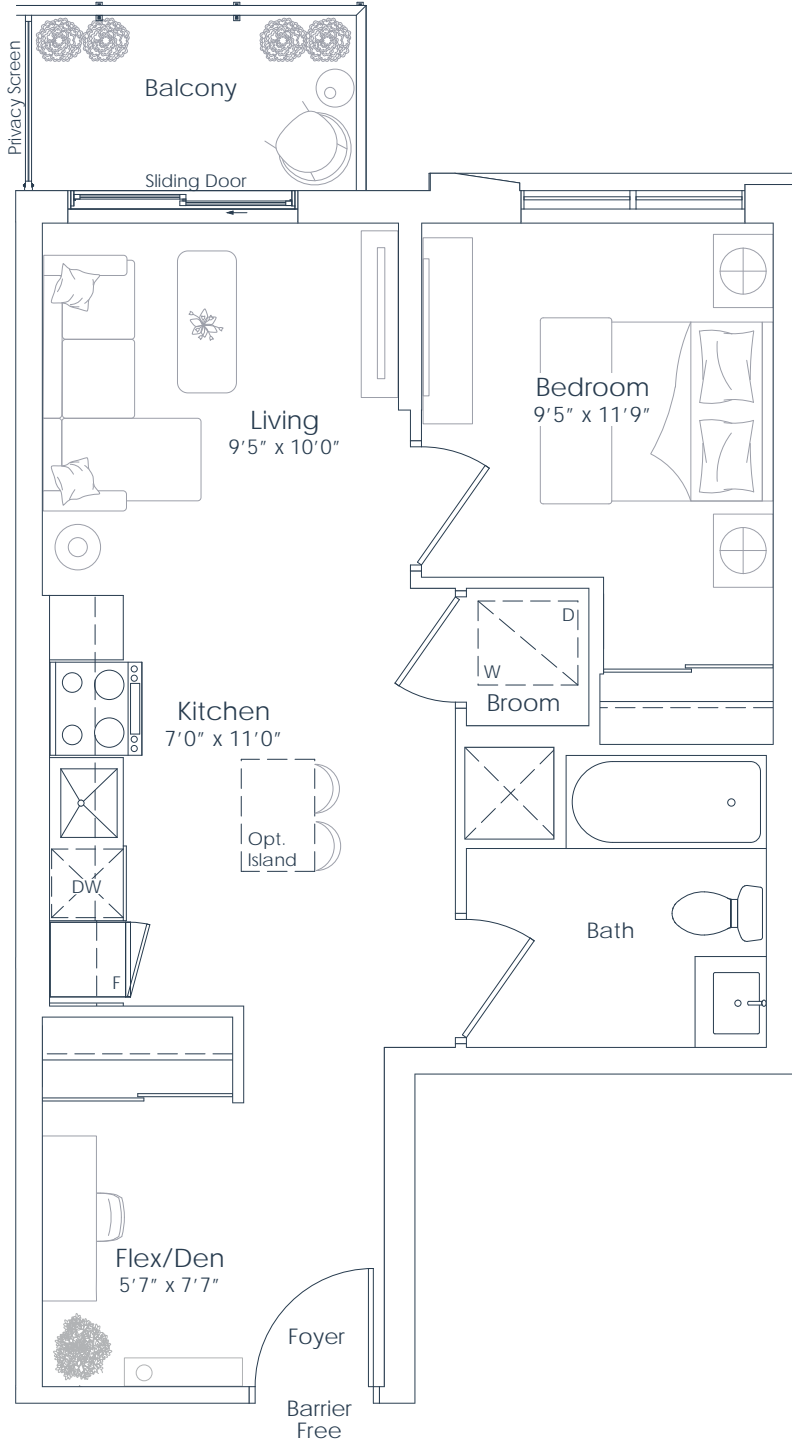 Privacy Screen
Balcony
Sliding Door
Living
9'5" x 10'0"
Bedroom
9'5" x 11'9"
D
W
Broom
Kitchen
7'0" x 11'0"
Opt.
Island
DW
F
Bath
Flex/Den
5'7" x 7'7"
Foyer
Barrier
Free